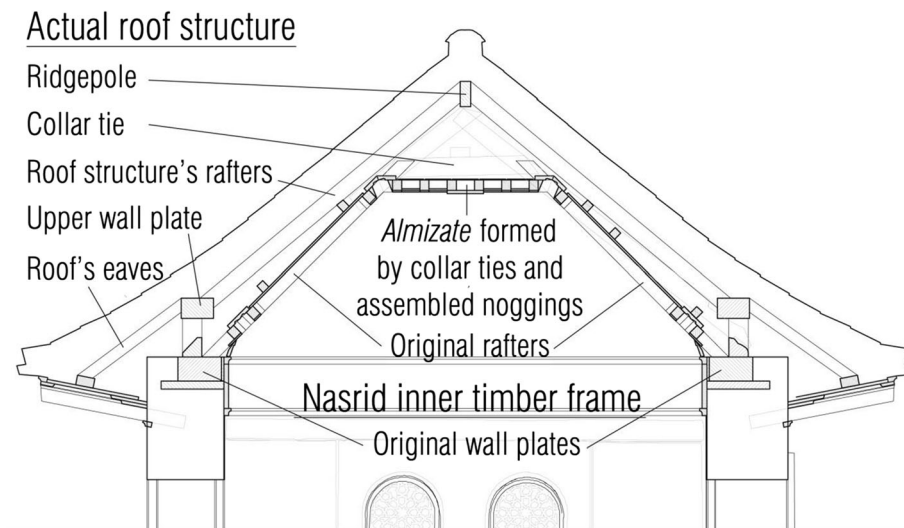 Actual roof structure
Ridgepole
Collar tie
Roof structure's rafters
Upper wall plate
Roof's eaves
Almizate formed
by collar ties and
assembled noggings
Original rafters
Nasrid inner timber frame
Original wall plates